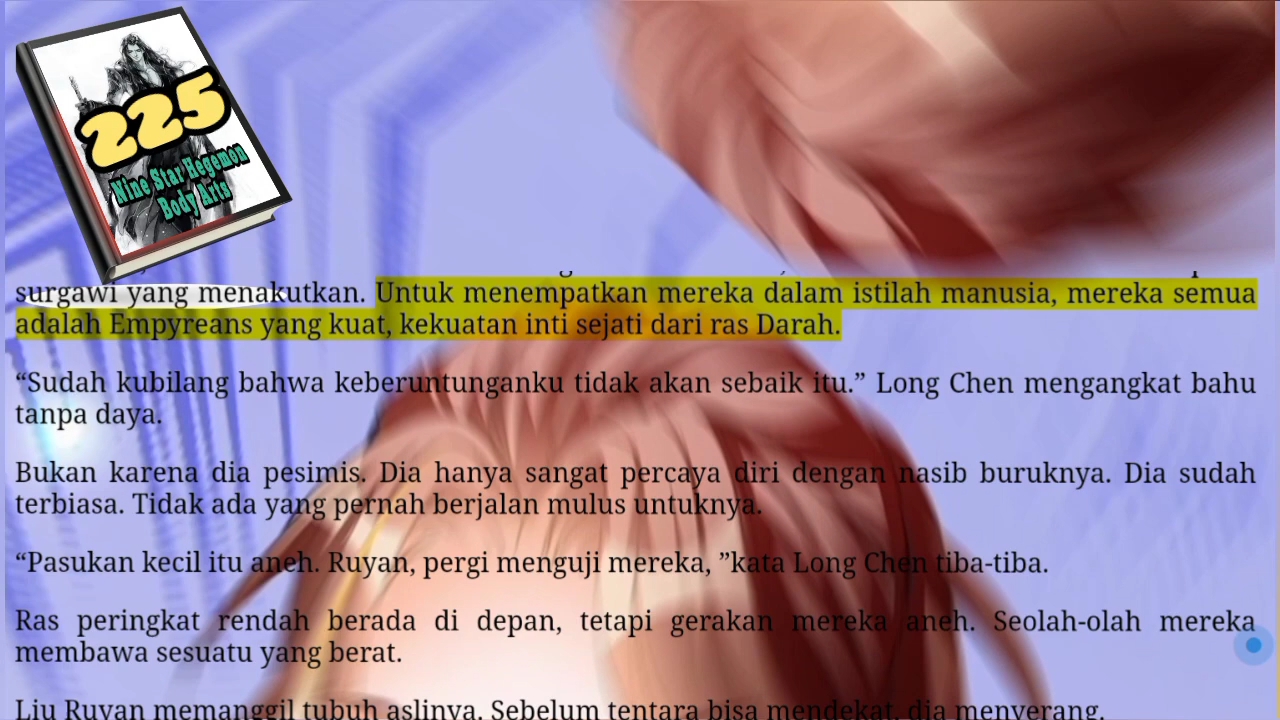 225
Nine Star Hegemon
Body Arts
surgawi yang menakutkan. Untuk menempatkan mereka dalam istilah manusia, mereka semua
adalah Empyreans yang kuat, kekuatan inti sejati dari ras Darah.
“Sudah kubilang bahwa keberuntunganku tidak akan sebaik itu.” Long Chen mengangkat bahu
tanpa daya.
Bukan karena dia pesimis. Dia hanya sangat percaya diri dengan nasib buruknya. Dia sudah
terbiasa. Tidak ada yang pernah berjalan mulus untuknya.
“Pasukan kecil itu aneh. Ruyan, pergi menguji mereka, ”kata Long Chen tiba-tiba.
Ras peringkat rendah berada di depan, tetapi gerakan mereka aneh. Seolah-olah mereka
membawa sesuatu yang berat.
Liu Ruyan memanggil tubuh aslinya. Sebelum tentara bisa mendekat, dia menyerang.